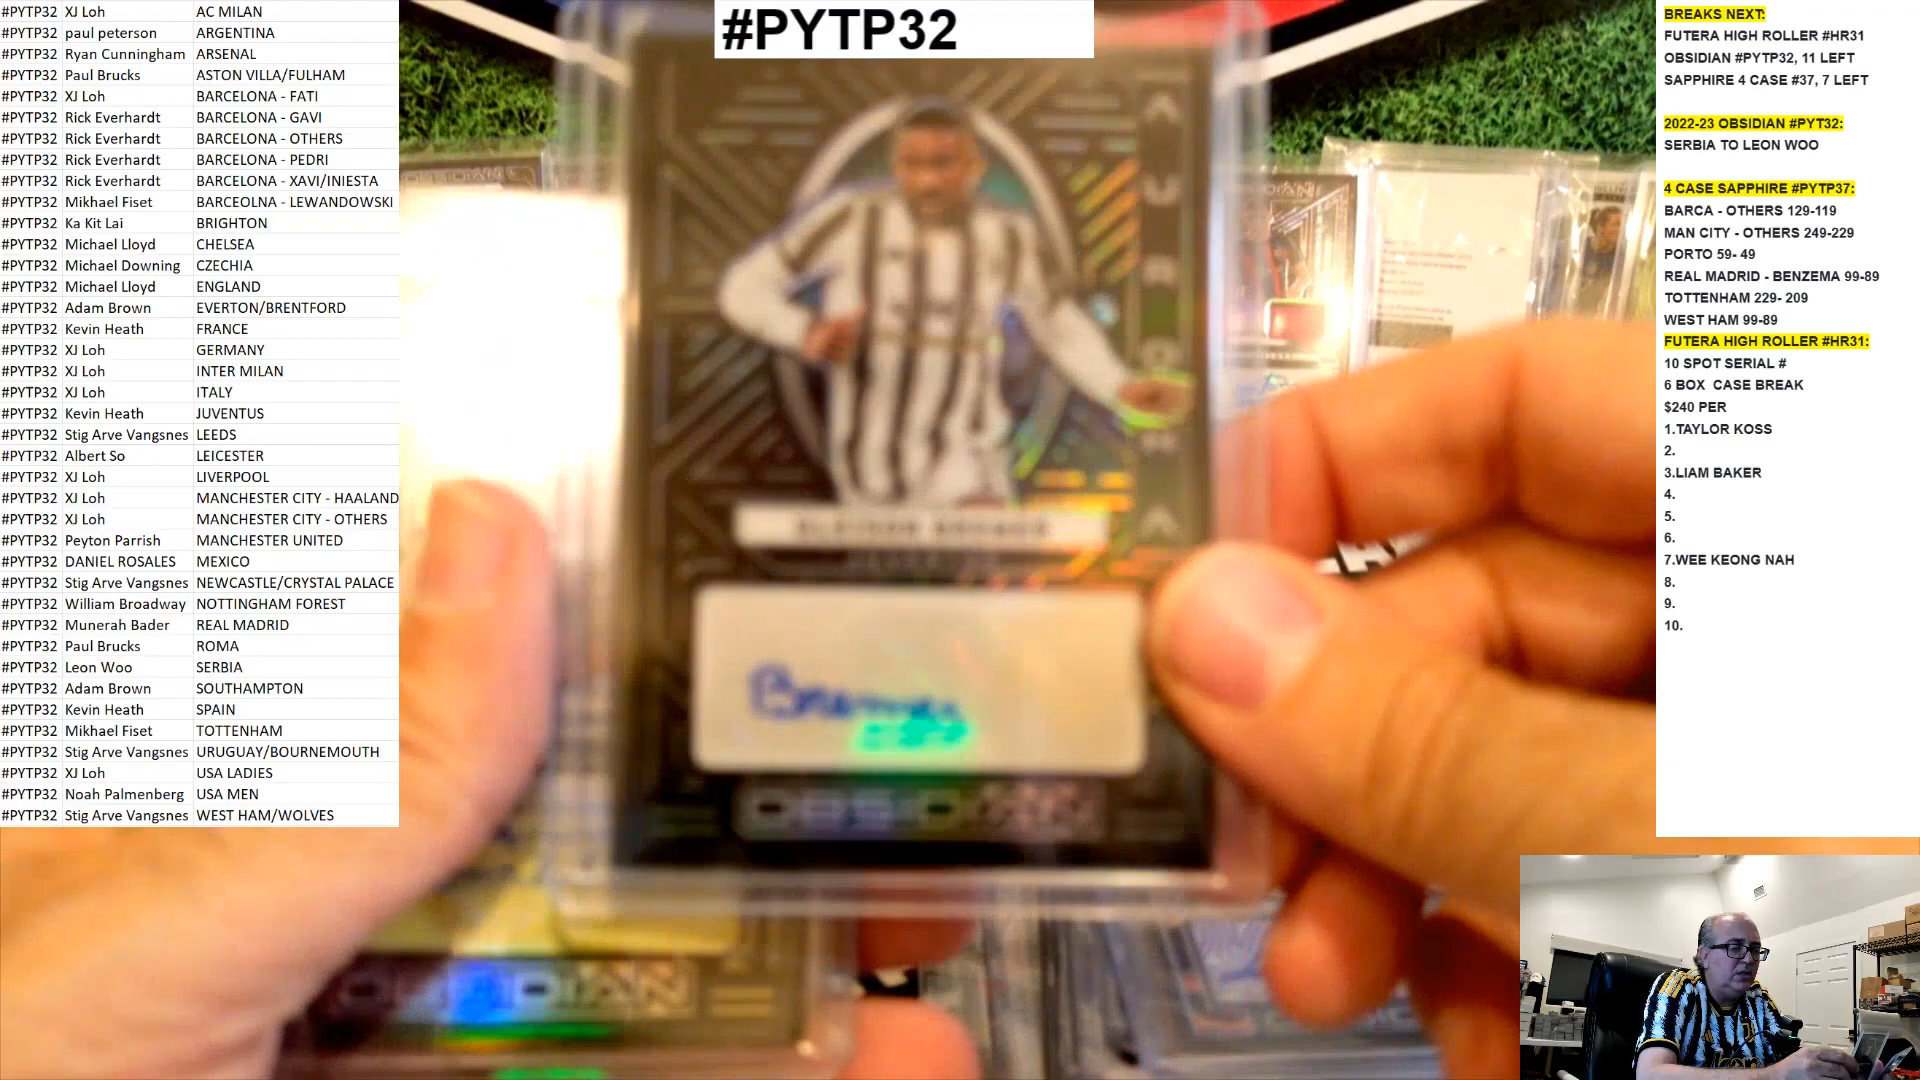 #PYTP32
#PYTP32 XJ Loh AC MILAN
#PYTP32 paul peterson ARGENTINA
#PYTP32 Ryan Cunningham ARSENAL
#PYTP32 Paul Brucks ASTON VILLA/FULHAM
#PYTP32 XJ Loh BARCELONA - FATI
#PYTP32 Rick Everhardt BARCELONA - GAVI
#PYTP32 Rick Everhardt BARCELONA - OTHERS
#PYTP32 Rick Everhardt BARCELONA - PEDRI
#PYTP32 Rick Everhardt BARCELONA - XAVI/INIESTA
#PYTP32 Mikhael Fiset BARCEOLNA - LEWANDOWSKI
#PYTP32 Ka Kit Lai BRIGHTON
#PYTP32 Michael Lloyd CHELSEA
#PYTP32 Michael Downing CZECHIA
#PYTP32 Michael Lloyd ENGLAND
#PYTP32 Adam Brown EVERTON/BRENTFORD
#PYTP32 Kevin Heath FRANCE
#PYTP32 XJ Loh GERMANY
#PYTP32 XJ Loh INTER MILAN
#PYTP32 XJ Loh ITALY
#PYTP32 Kevin Heath JUVENTUS
#PYTP32 Stig Arve Vangsnes LEEDS
#PYTP32 Albert So LEICESTER
#PYTP32 XJ Loh LIVERPOOL
#PYTP32 XJ Loh MANCHESTER CITY - HAALAND
#PYTP32 XJ Loh MANCHESTER CITY - OTHERS
#PYTP32 Peyton Parrish MANCHESTER UNITED
#PYTP32 DANIEL ROSALES MEXICO
#PYTP32 Stig Arve Vangsnes NEWCASTLE/CRYSTAL PALACE
#PYTP32 William Broadway NOTTINGHAM FOREST
#PYTP32 Munerah Bader REAL MADRID
#PYTP32 Paul Brucks ROMA
#PYTP32 Leon Woo SERBIA
#PYTP32 Adam Brown SOUTHAMPTON
#PYTP32 Kevin Heath SPAIN
#PYTP32 Mikhael Fiset TOTTENHAM
#PYTP32 Stig Arve Vangsnes URUGUAY/BOURNEMOUTH
#PYTP32 XJ Loh USA LADIES
#PYTP32 Noah Palmenberg USA MEN
#PYTP32 Stig Arve Vangsnes WEST HAM/WOLVES
AURORA
GLEISON BREMER
Bremer
OBSIDIAN
OBSIDIAN
BREAKS NEXT:
FUTERA HIGH ROLLER #HR31
OBSIDIAN #PYTP32, 11 LEFT
SAPPHIRE 4 CASE #37, 7 LEFT
2022-23 OBSIDIAN #PYT32:
SERBIA TO LEON WOO
4 CASE SAPPHIRE #PYTP37:
BARCA - OTHERS 129-119
MAN CITY - OTHERS 249-229
PORTO 59- 49
REAL MADRID - BENZEMA 99-89
TOTTENHAM 229- 209
WEST HAM 99-89
FUTERA HIGH ROLLER #HR31:
10 SPOT SERIAL #
6 BOX CASE BREAK
$240 PER
1.TAYLOR KOSS
2.
3.LIAM BAKER
4.
5.
6.
7.WEE KEONG NAH
8.
9.
10.